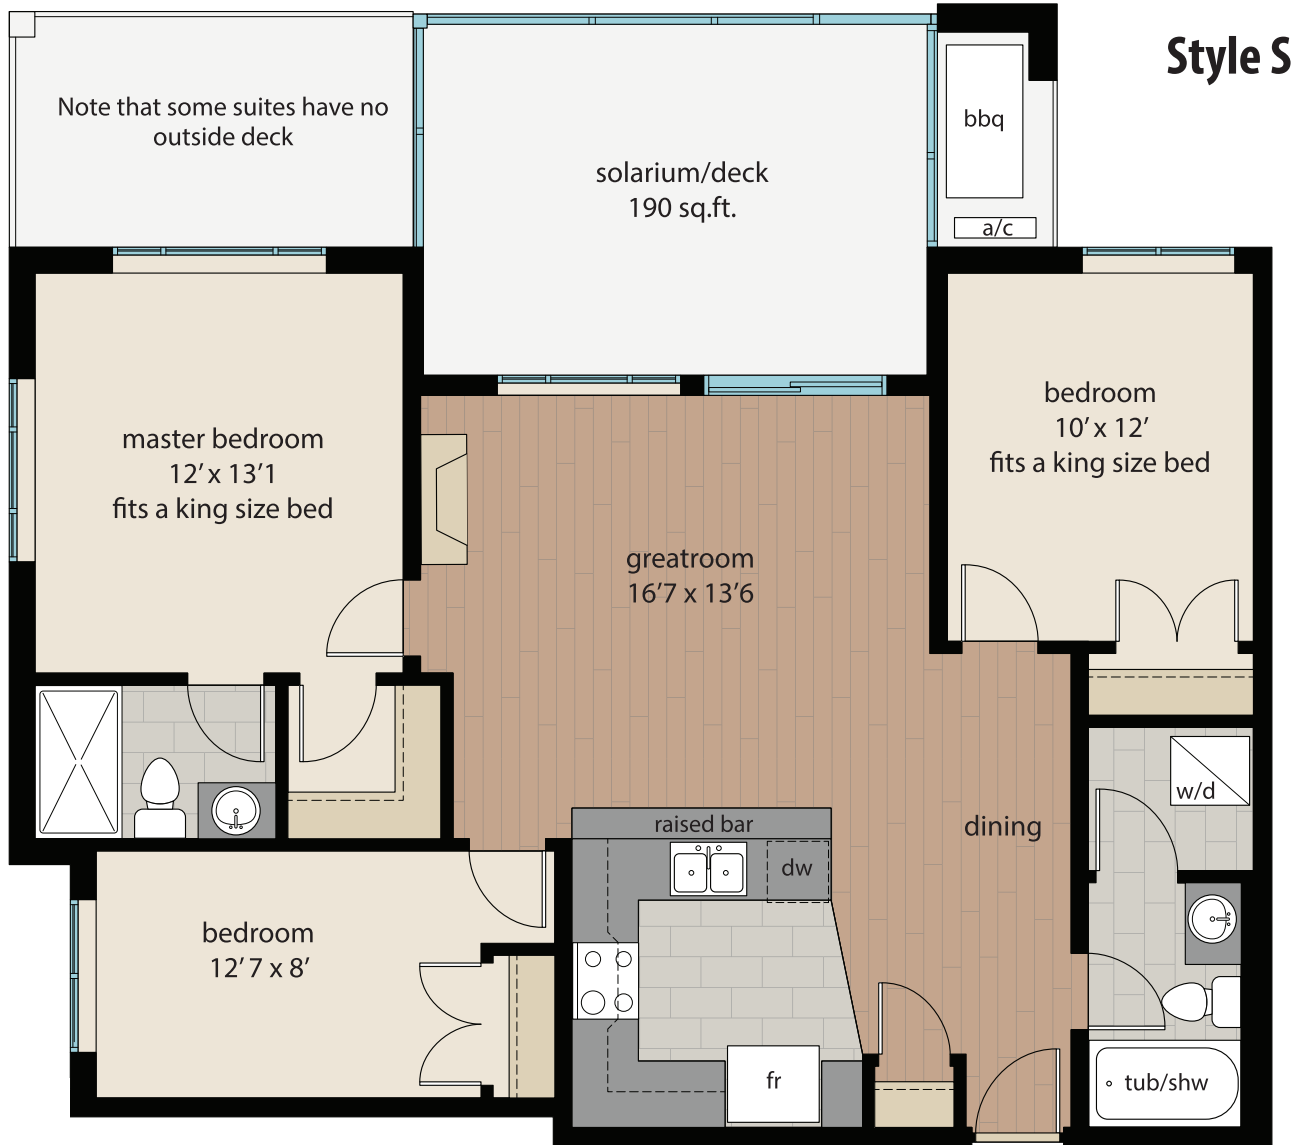 Style S
Note that some suites have no
outside deck
solarium/deck
190 sq.ft.
bbq
a/c
master bedroom
12’ x 13’1
fits a king size bed
bedroom
10’ x 12’
fits a king size bed
greatroom
16’7 x 13’6
w/d
raised bar
dining
dw
bedroom
12’ 7 x 8’
fr
tub/shw